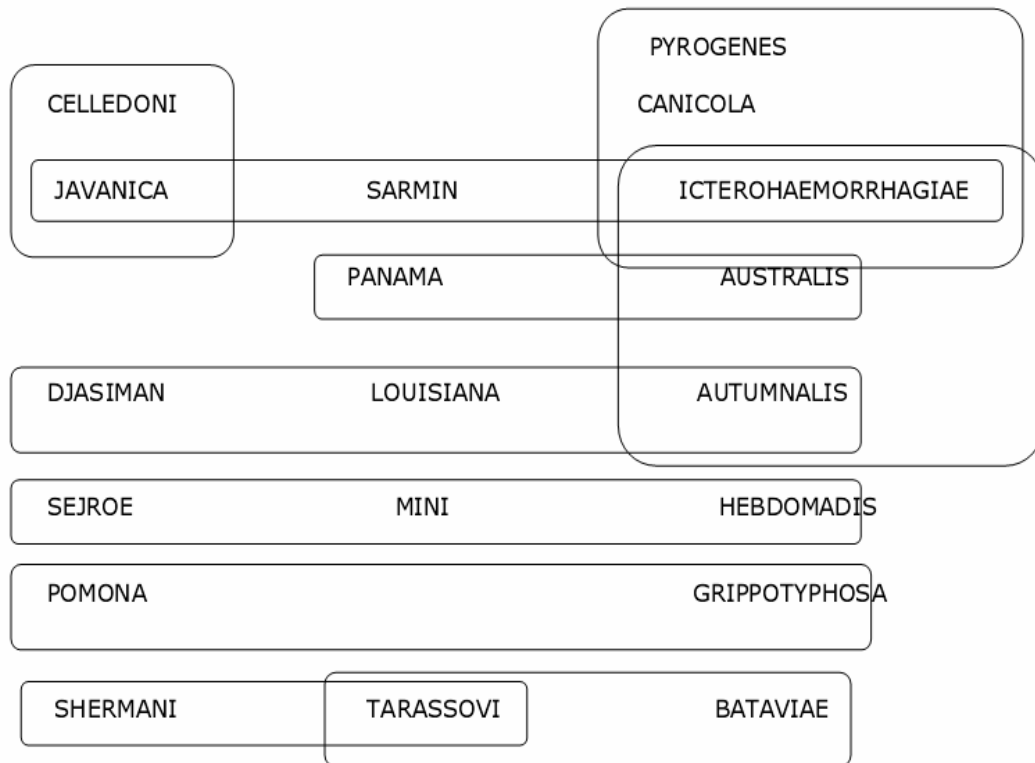 PYROGENES
CELLEDONI CANICOLA
JAVANICA SARMIN ICTEROHAEMORRHAGIAE
PANAMA AUSTRALIS
DJASIMAN LOUISIANA AUTUMNALIS
SEJROE MINI HEBDOMADIS
POMONA GRIPPOTYPHOSA
SHERMANI TARASSOVI BATAVIAE